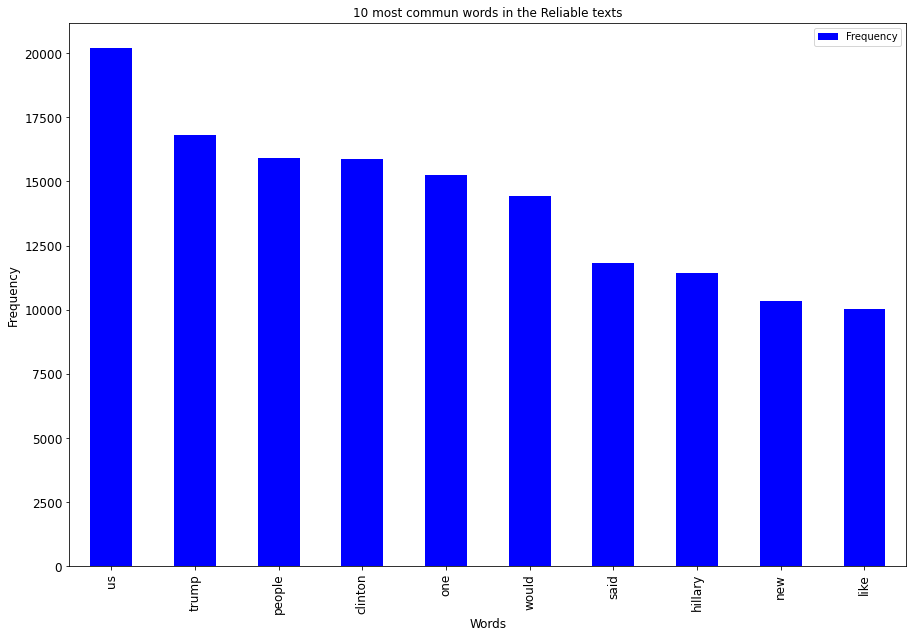 10 most commun words in the Reliable texts
Frequency
20000
17500
15000
12500
10000
7500
5000
2500
0
Frequency
us
trump
people
clinton
one
would
said
hillary
new
like
Words